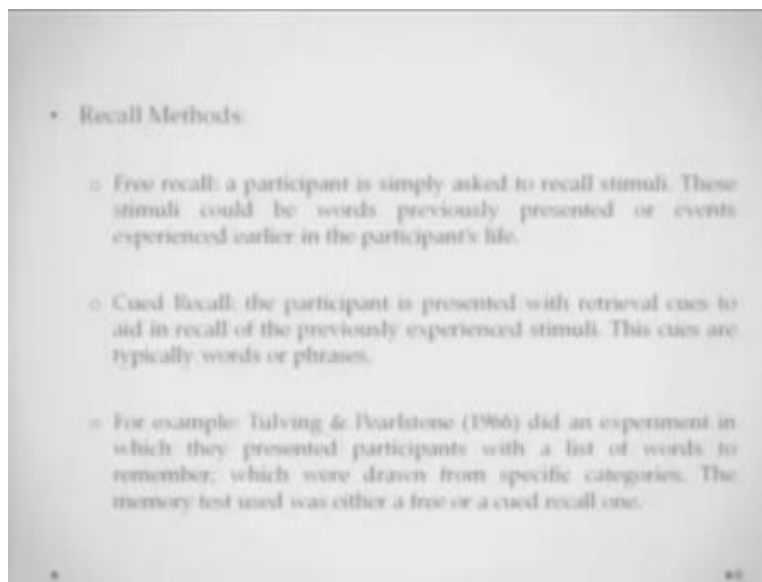 • Recall Methods:
○ Free recall: a participant is simply asked to recall stimuli. These
stimuli could be words previously presented or events
experienced earlier in the participant's life.
○ Cued Recall: the participant is presented with retrieval cues to
aid in recall of the previously experienced stimuli. This cues are
typically words or phrases.
○ For example: Tulving & Pearlstone (1966) did an experiment in
which they presented participants with a list of words to
remember, which were drawn from specific categories. The
memory test used was either a free or a cued recall one.